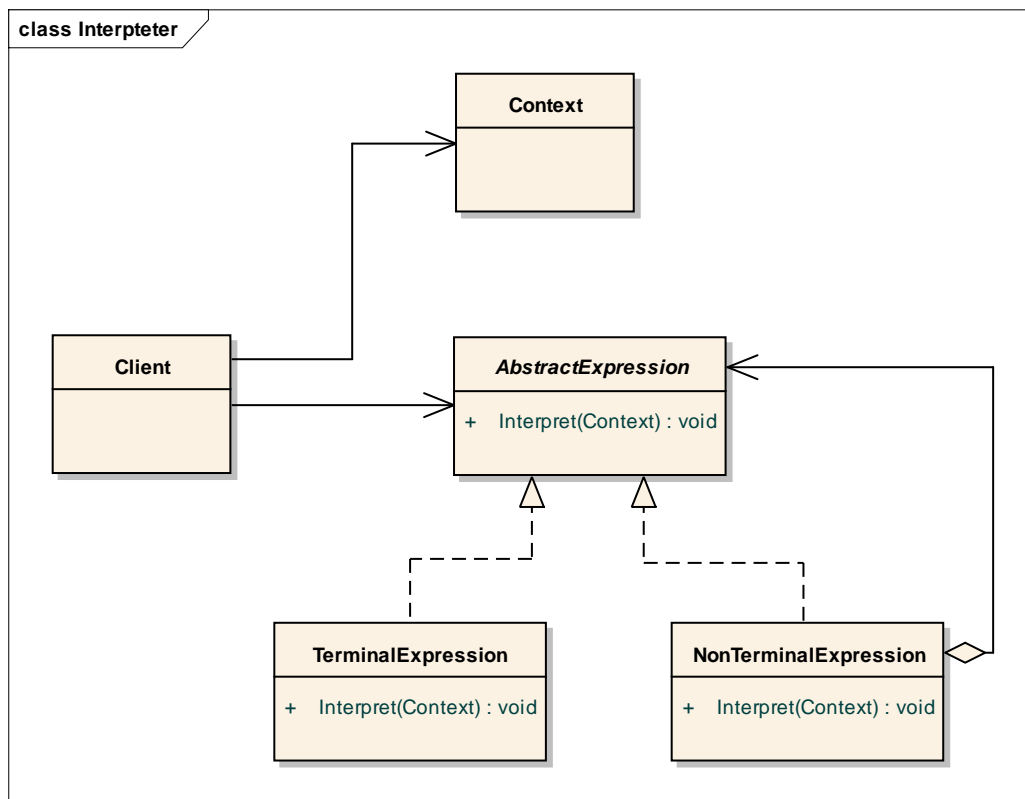 class Interpteter
Context
Client
AbstractExpression
+ Interpret(Context) : void
TerminalExpression
+ Interpret(Context) : void
NonTerminalExpression
+ Interpret(Context) : void